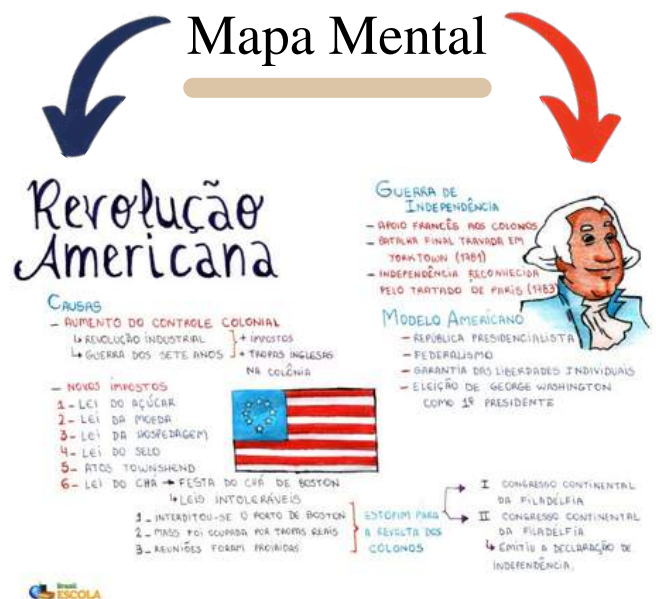 Mapa Mental
Revolução
Americana
CAUSAS
– AUMENTO DO CONTROLE COLONIAL
↳ REVOLUÇÃO INDUSTRIAL
↳ GUERRA DOS SETE ANOS
+ IMPOSTOS
+ TROPAS INGLESAS
NA COLÔNIA
– NOVOS IMPOSTOS
1 – LEI DO AÇÚCAR
2 – LEI DA MOEDA
3 – LEI DA HOSPEDAGEM
4 – LEI DO SELO
5 – ATOS TOWNSHEND
6 – LEI DO CHÁ → FESTA DO CHÁ DE BOSTON
↳ LEIS INTOLERÁVEIS
1 – INTERDITOU-SE O PORTO DE BOSTON
2 – MASS FOI OCUPADA POR TROPAS REAIS
3 – REUNIÕES FORAM PROIBIDAS
ESTOPIM PARA
A REVOLTA DOS
COLONOS
I CONGRESSO CONTINENTAL
DA FILADÉLFIA
II CONGRESSO CONTINENTAL
DA FILADÉLFIA
↳ EMITIU A DECLARAÇÃO DE
INDEPENDÊNCIA.
GUERRA DE
INDEPENDÊNCIA
– APOIO FRANCÊS AOS COLONOS
– BATALHA FINAL TRAVADA EM
YORKTOWN (1781)
– INDEPENDÊNCIA RECONHECIDA
PELO TRATADO DE PARIS (1783)
MODELO AMERICANO
– REPÚBLICA PRESIDENCIALISTA
– FEDERALISMO
– GARANTIA DAS LIBERDADES INDIVIDUAIS
– ELEIÇÃO DE GEORGE WASHINGTON
COMO 1º PRESIDENTE
Brasil
ESCOLA